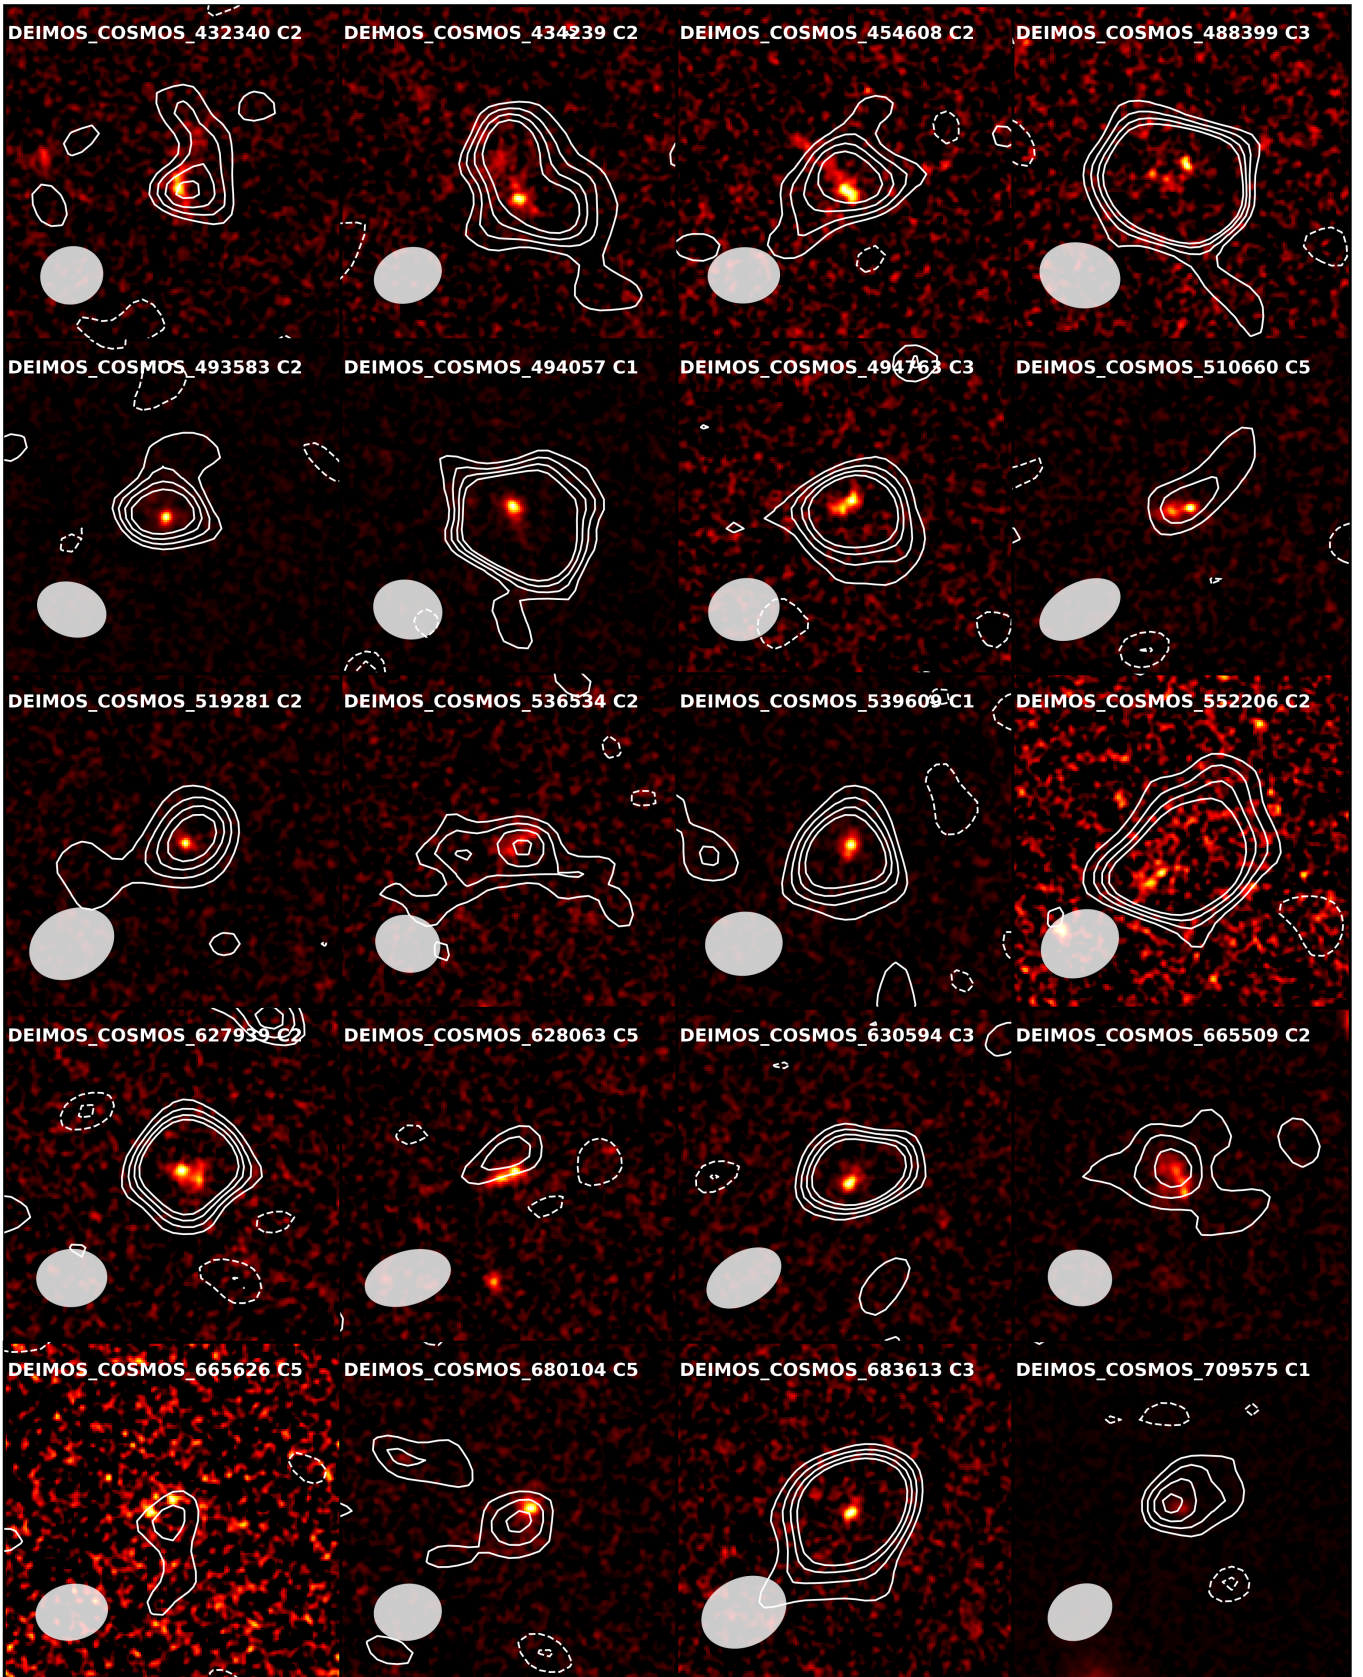 DEIMOS_COSMOS_432340 C2
DEIMOS_COSMOS_434239 C2
DEIMOS_COSMOS_454608 C2
DEIMOS_COSMOS_488399 C3
DEIMOS_COSMOS_493583 C2
DEIMOS_COSMOS_494057 C1
DEIMOS_COSMOS_494763 C3
DEIMOS_COSMOS_510660 C5
DEIMOS_COSMOS_519281 C2
DEIMOS_COSMOS_536534 C2
DEIMOS_COSMOS_539609 C1
DEIMOS_COSMOS_552206 C2
DEIMOS_COSMOS_627939 C2
DEIMOS_COSMOS_628063 C5
DEIMOS_COSMOS_630594 C3
DEIMOS_COSMOS_665509 C2
DEIMOS_COSMOS_665626 C5
DEIMOS_COSMOS_680104 C5
DEIMOS_COSMOS_683613 C3
DEIMOS_COSMOS_709575 C1